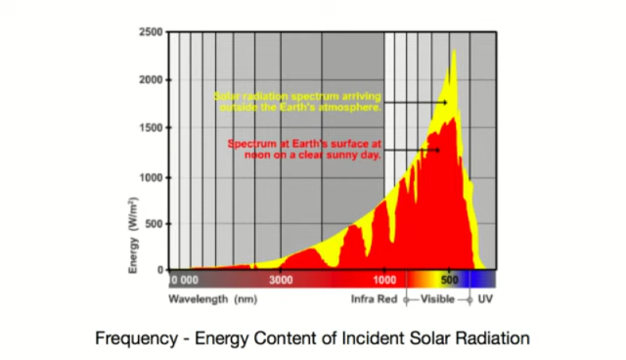 2500
2000
1500
1000
500
0
Energy (W/m²)
Solar radiation spectrum arriving
outside the Earth's atmosphere.
Spectrum at Earth's surface at
noon on a clear sunny day.
10 000 3000 1000 500
Wavelength (nm) Infra Red Visible UV
Frequency - Energy Content of Incident Solar Radiation